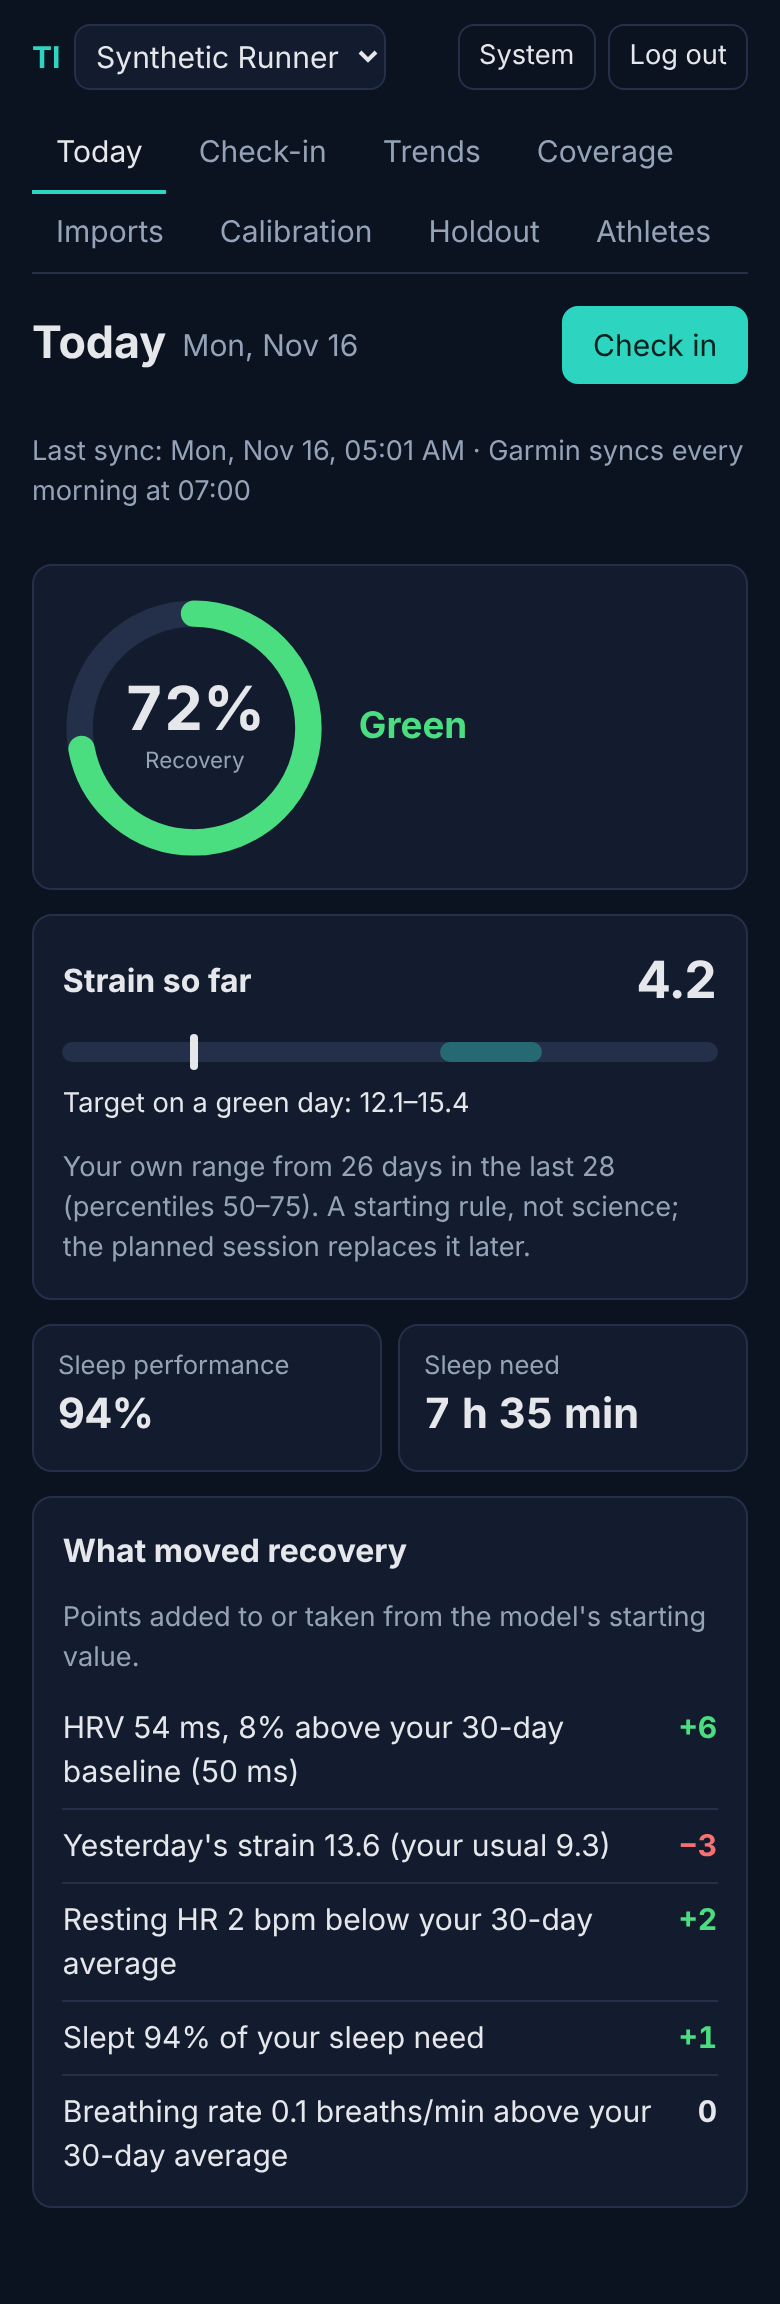 TI Synthetic Runner System Log out
Today Check-in Trends Coverage
Imports Calibration Holdout Athletes
Today Mon, Nov 16 Check in
Last sync: Mon, Nov 16, 05:01 AM · Garmin syncs every
morning at 07:00
72%
Recovery
Green
Strain so far 4.2
Target on a green day: 12.1–15.4
Your own range from 26 days in the last 28
(percentiles 50–75). A starting rule, not science;
the planned session replaces it later.
Sleep performance
94%
Sleep need
7 h 35 min
What moved recovery
Points added to or taken from the model's starting
value.
HRV 54 ms, 8% above your 30-day +6
baseline (50 ms)
Yesterday's strain 13.6 (your usual 9.3) −3
Resting HR 2 bpm below your 30-day +2
average
Slept 94% of your sleep need +1
Breathing rate 0.1 breaths/min above your 0
30-day average